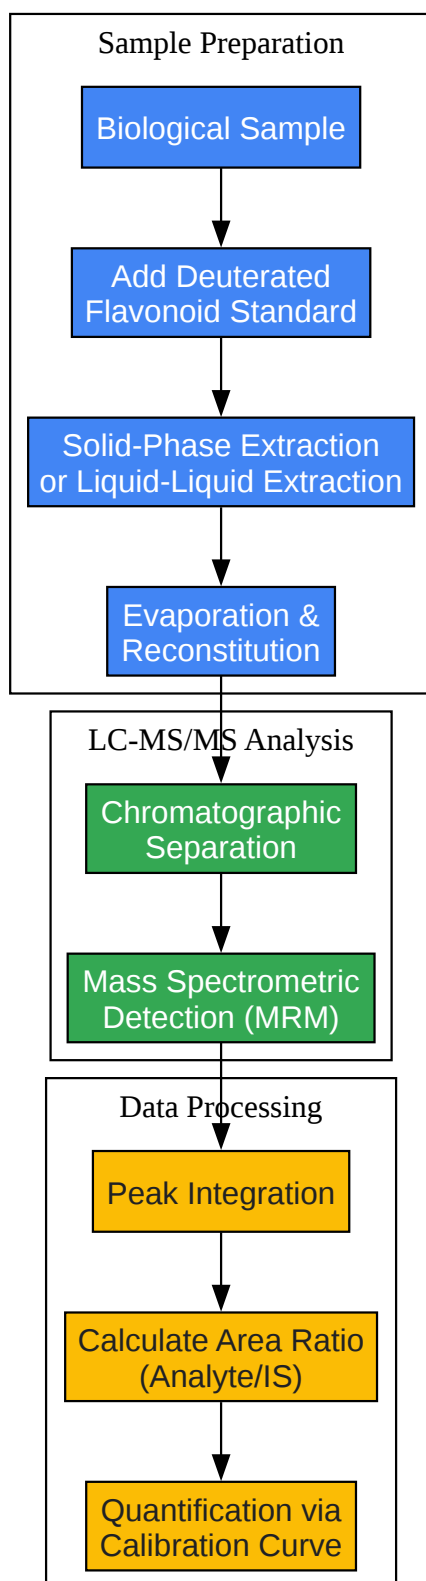 Sample Preparation
Biological Sample
Add Deuterated
Flavonoid Standard
Solid-Phase Extraction
or Liquid-Liquid Extraction
Evaporation &
Reconstitution
LC-MS/MS Analysis
Chromatographic
Separation
Mass Spectrometric
Detection (MRM)
Data Processing
Peak Integration
Calculate Area Ratio
(Analyte/IS)
Quantification via
Calibration Curve